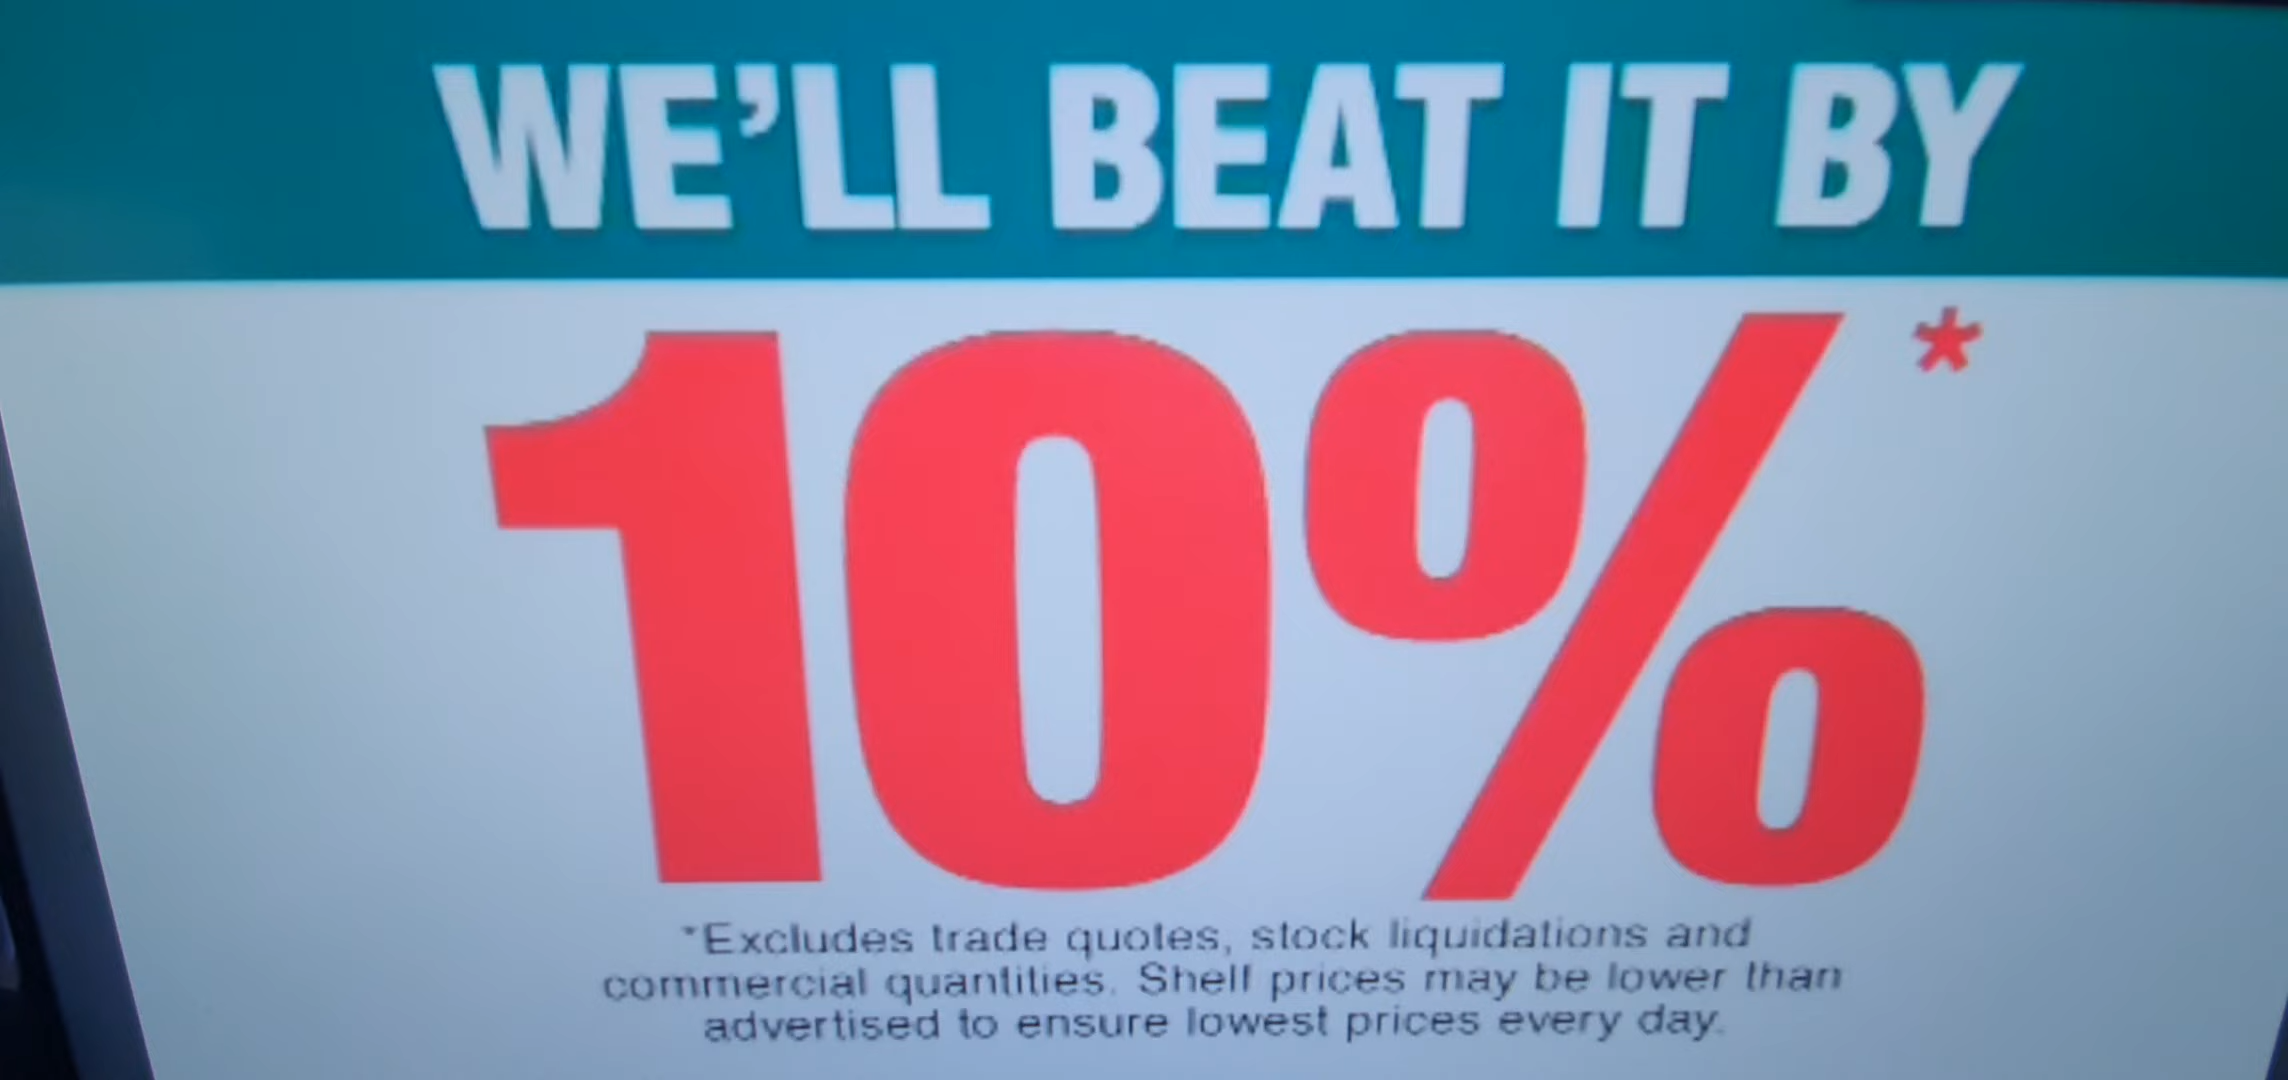 WE'LL BEAT IT BY
10%*
*Excludes trade quotes, stock liquidations and
commercial quantities. Shelf prices may be lower than
advertised to ensure lowest prices every day.